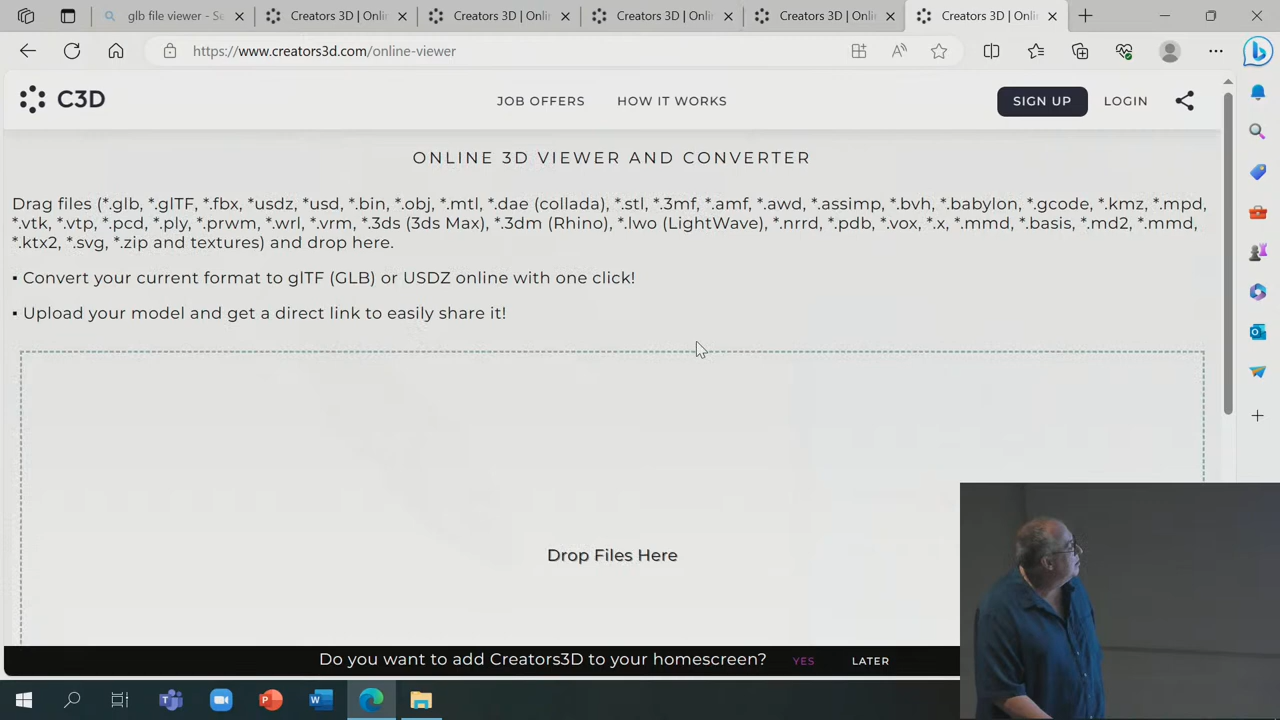 glb file viewer - Se
Creators 3D | Onli
Creators 3D | Onli
Creators 3D | Onli
Creators 3D | Onli
Creators 3D | Onli
https://www.creators3d.com/online-viewer
C3D
JOB OFFERS
HOW IT WORKS
SIGN UP
LOGIN
ONLINE 3D VIEWER AND CONVERTER
Drag files (*.glb, *.glTF, *.fbx, *usdz, *usd, *.bin, *.obj, *.mtl, *.dae (collada), *.stl, *.3mf, *.amf, *.awd, *.assimp, *.bvh, *.babylon, *.gcode, *.kmz, *.mpd,
*.vtk, *.vtp, *.pcd, *.ply, *.prwm, *.wrl, *.vrm, *.3ds (3ds Max), *.3dm (Rhino), *.lwo (LightWave), *.nrrd, *.pdb, *.vox, *.x, *.mmd, *.basis, *.md2, *.mmd,
*.ktx2, *.svg, *.zip and textures) and drop here.
▪ Convert your current format to glTF (GLB) or USDZ online with one click!
▪ Upload your model and get a direct link to easily share it!
Drop Files Here
Do you want to add Creators3D to your homescreen?
YES
LATER